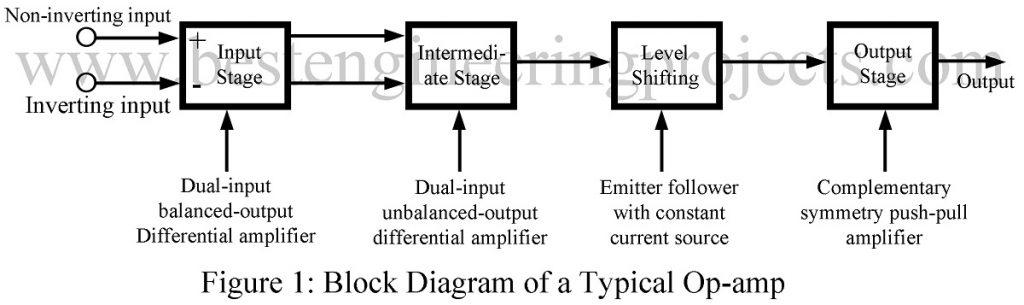 Non-inverting input
Inverting input
+
-
Input
Stage
Intermedi-
ate Stage
Level
Shifting
Output
Stage
Output
www.bestengineeringprojects.com
Dual-input
balanced-output
Differential amplifier
Dual-input
unbalanced-output
differential amplifier
Emitter follower
with constant
current source
Complementary
symmetry push-pull
amplifier
Figure 1: Block Diagram of a Typical Op-amp